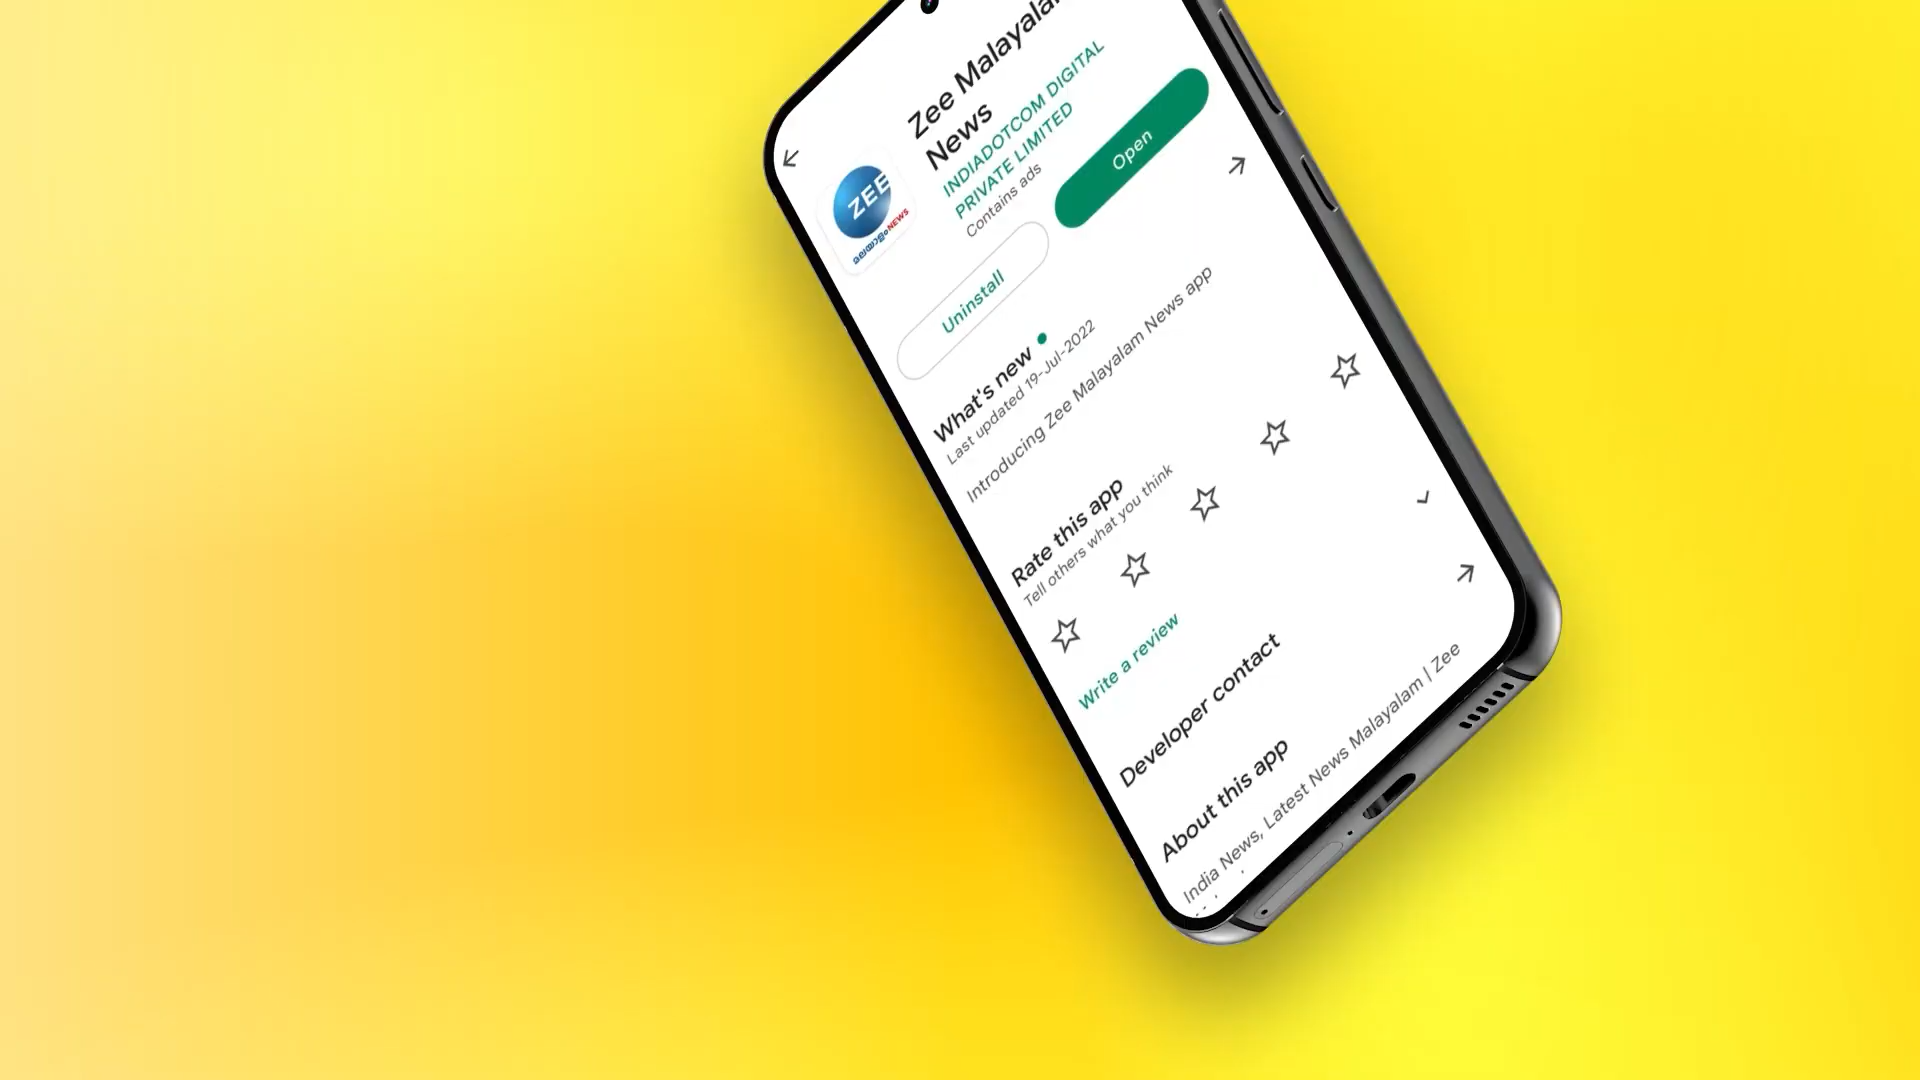 Zee Malayalam
News
INDIADOTCOM DIGITAL
PRIVATE LIMITED
Contains ads
ZEE
മലയാളം NEWS
Uninstall
Open
What's new
Last updated 19-Jul-2022
Introducing Zee Malayalam News app
Rate this app
Tell others what you think
Write a review
Developer contact
About this app
India News, Latest News Malayalam | Zee